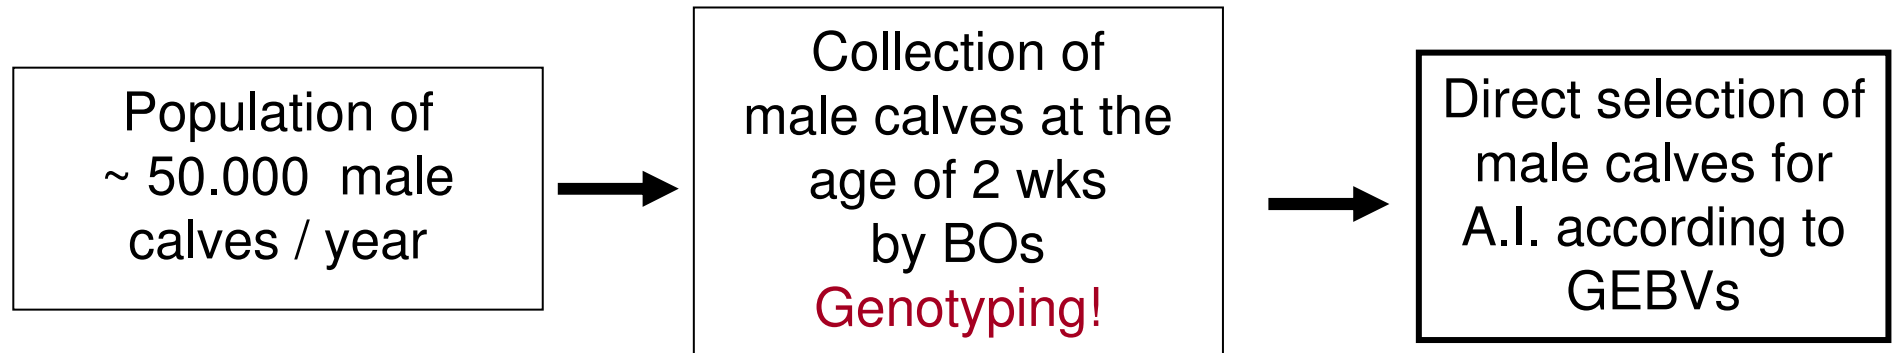 Population of
~ 50.000 male
calves / year
Collection of
male calves at the
age of 2 wks
by BOs
Genotyping!
Direct selection of
male calves for
A.I. according to
GEBVs